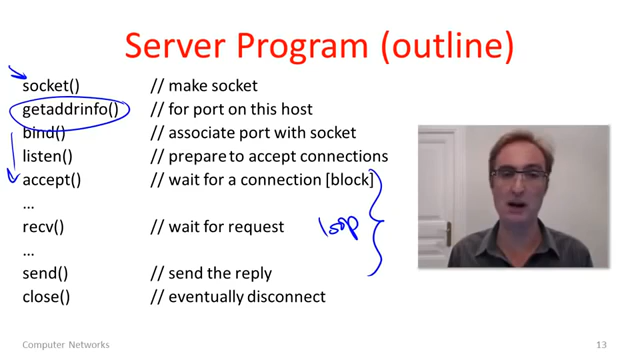 Server Program (outline)
socket() // make socket
getaddrinfo() // for port on this host
bind() // associate port with socket
listen() // prepare to accept connections
accept() // wait for a connection [block]
...
recv() // wait for request loop
...
send() // send the reply
close() // eventually disconnect
Computer Networks 13